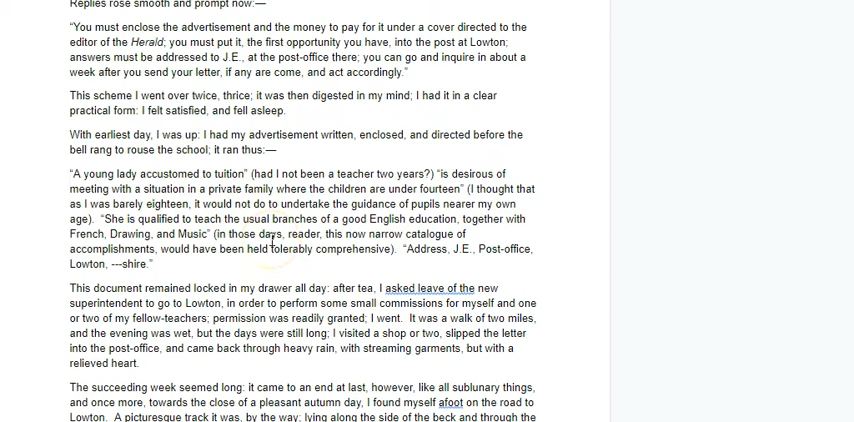 Replies rose smooth and prompt now:—
“You must enclose the advertisement and the money to pay for it under a cover directed to the
editor of the Herald; you must put it, the first opportunity you have, into the post at Lowton;
answers must be addressed to J.E., at the post-office there; you can go and inquire in about a
week after you send your letter, if any are come, and act accordingly.”
This scheme I went over twice, thrice; it was then digested in my mind; I had it in a clear
practical form: I felt satisfied, and fell asleep.
With earliest day, I was up: I had my advertisement written, enclosed, and directed before the
bell rang to rouse the school; it ran thus:—
“A young lady accustomed to tuition” (had I not been a teacher two years?) “is desirous of
meeting with a situation in a private family where the children are under fourteen” (I thought that
as I was barely eighteen, it would not do to undertake the guidance of pupils nearer my own
age).  “She is qualified to teach the usual branches of a good English education, together with
French, Drawing, and Music” (in those days, reader, this now narrow catalogue of
accomplishments, would have been held tolerably comprehensive).  “Address, J.E., Post-office,
Lowton, ---shire.”
This document remained locked in my drawer all day: after tea, I asked leave of the new
superintendent to go to Lowton, in order to perform some small commissions for myself and one
or two of my fellow-teachers; permission was readily granted; I went.  It was a walk of two miles,
and the evening was wet, but the days were still long; I visited a shop or two, slipped the letter
into the post-office, and came back through heavy rain, with streaming garments, but with a
relieved heart.
The succeeding week seemed long: it came to an end at last, however, like all sublunary things,
and once more, towards the close of a pleasant autumn day, I found myself afoot on the road to
Lowton.  A picturesque track it was, by the way; lying along the side of the beck and through the